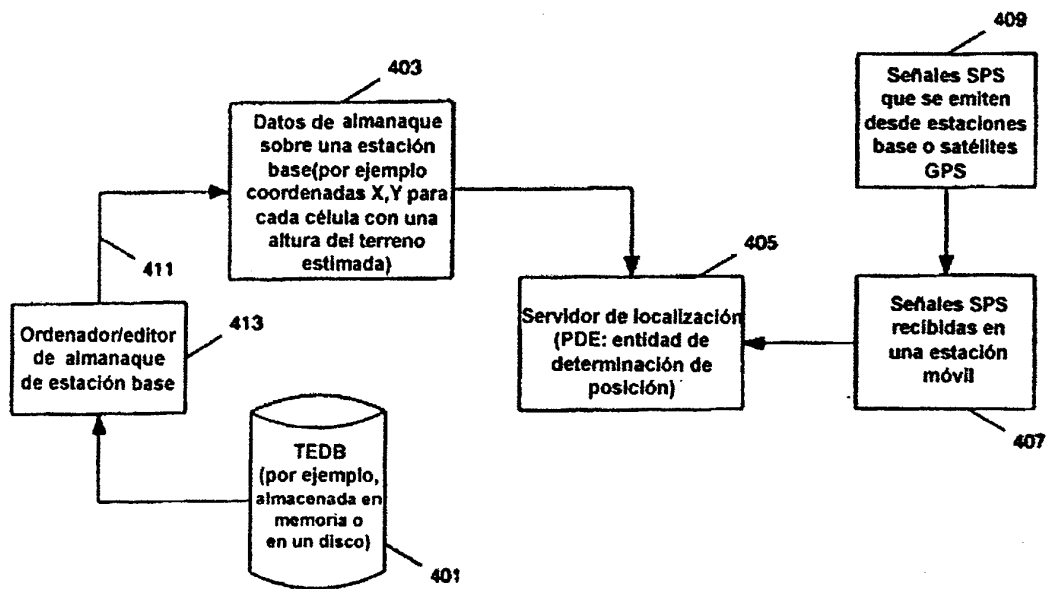 409
Señales SPS
que se emiten
desde estaciones
base o satélites
GPS
403
Datos de almanaque
sobre una estación
base(por ejemplo
coordenadas X,Y para
cada célula con una
altura del terreno
estimada)
411
405
Servidor de localización
(PDE: entidad de
determinación de
posición)
Señales SPS
recibidas en
una estación
móvil
407
Ordenador/editor
de almanaque
de estación base
413
TEDB
(por ejemplo,
almacenada en
memoria o
en un disco)
401